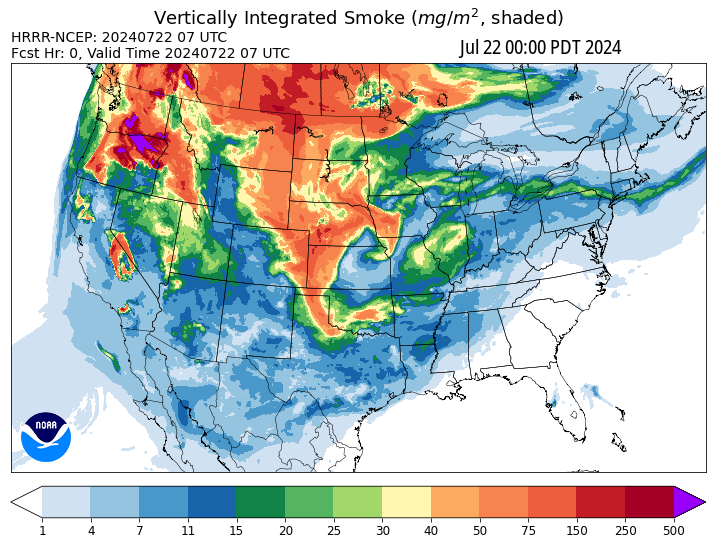 Vertically Integrated Smoke (mg/m², shaded)
HRRR-NCEP: 20240722 07 UTC
Fcst Hr: 0, Valid Time 20240722 07 UTC
Jul 22 00:00 PDT 2024
NOAA
1 4 7 11 15 20 25 30 40 50 75 150 250 500